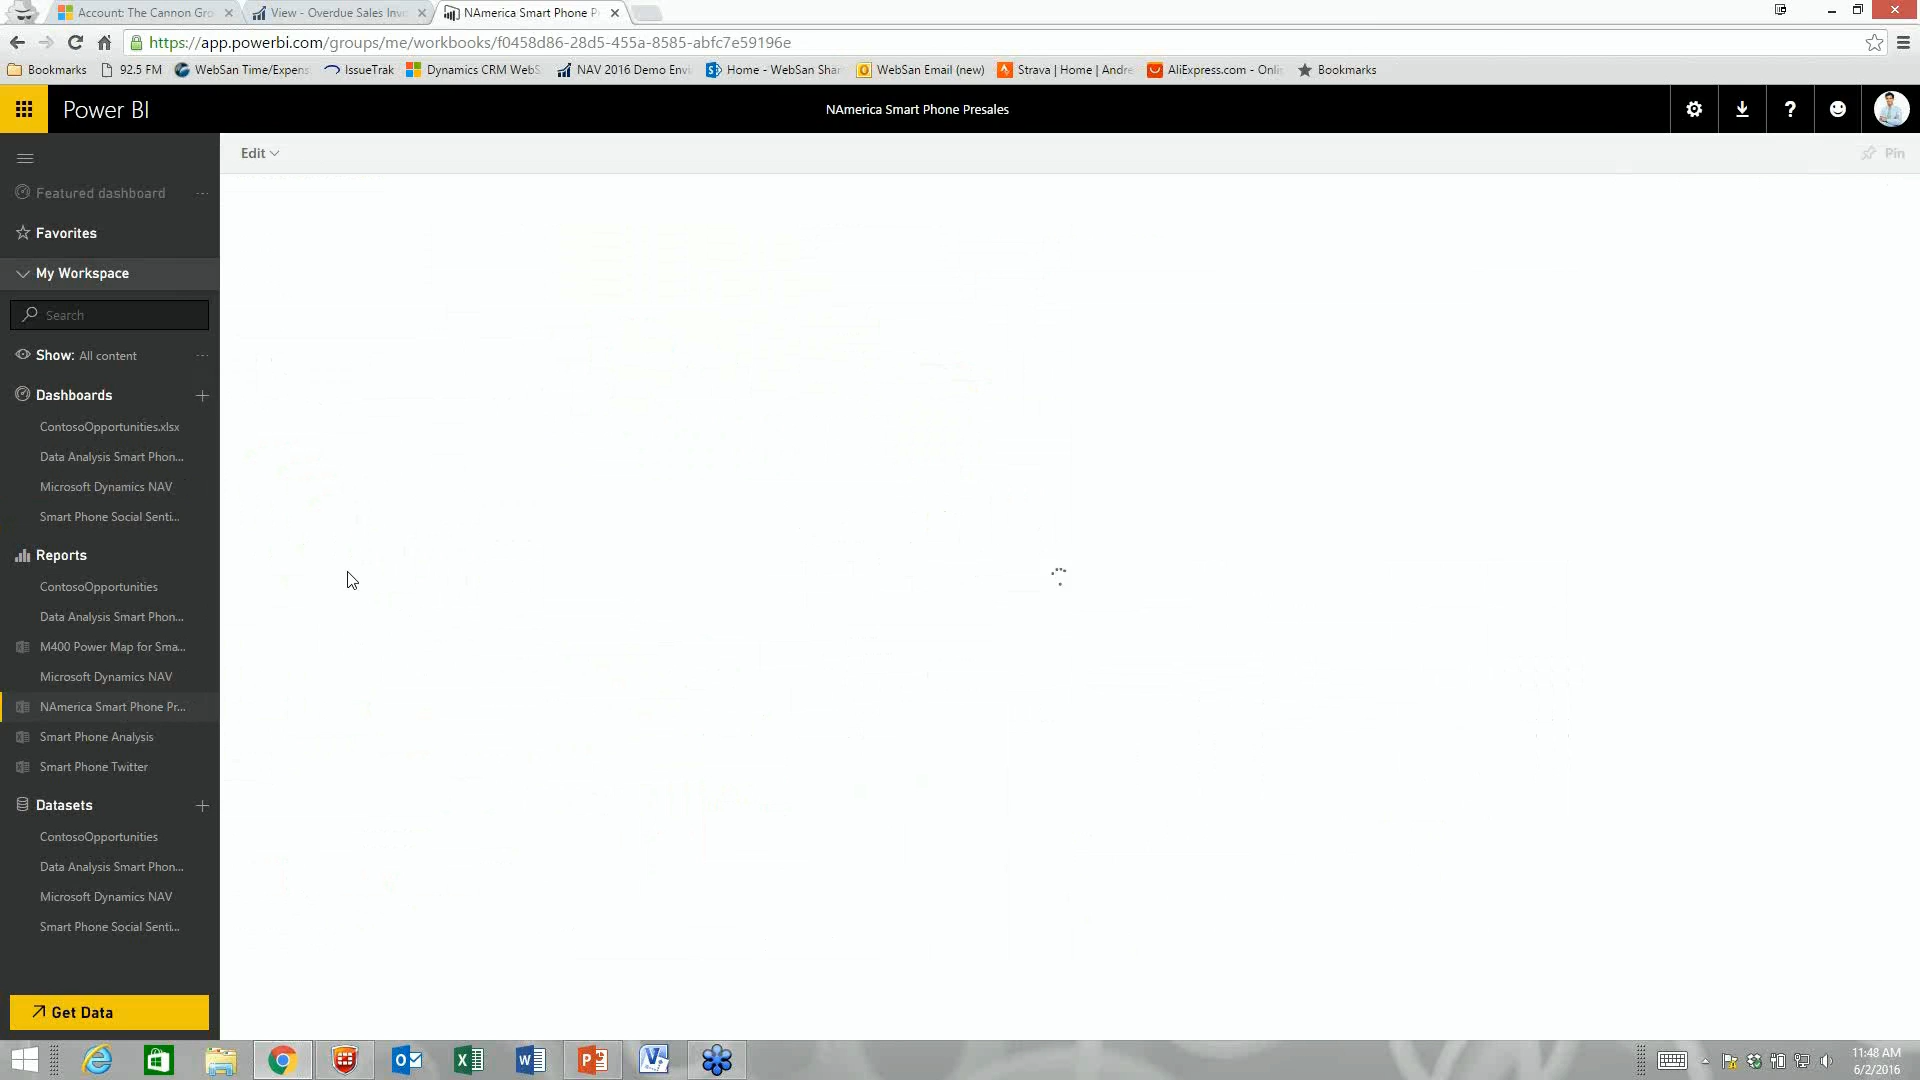 Account: The Cannon Gro
View - Overdue Sales Inv
NAmerica Smart Phone P
https://app.powerbi.com/groups/me/workbooks/f0458d86-28d5-455a-8585-abfc7e59196e
Bookmarks
92.5 FM
WebSan Time/Expens
IssueTrak
Dynamics CRM WebS
NAV 2016 Demo Envi
Home - WebSan Shar
WebSan Email (new)
Strava | Home | Andre
AliExpress.com - Onli
Bookmarks
Power BI
NAmerica Smart Phone Presales
Edit
Pin
Featured dashboard
Favorites
My Workspace
Search
Show: All content
Dashboards
ContosoOpportunities.xlsx
Data Analysis Smart Phon...
Microsoft Dynamics NAV
Smart Phone Social Senti...
Reports
ContosoOpportunities
Data Analysis Smart Phon...
M400 Power Map for Sma...
Microsoft Dynamics NAV
NAmerica Smart Phone Pr...
Smart Phone Analysis
Smart Phone Twitter
Datasets
ContosoOpportunities
Data Analysis Smart Phon...
Microsoft Dynamics NAV
Smart Phone Social Senti...
Get Data
11:48 AM
6/2/2016